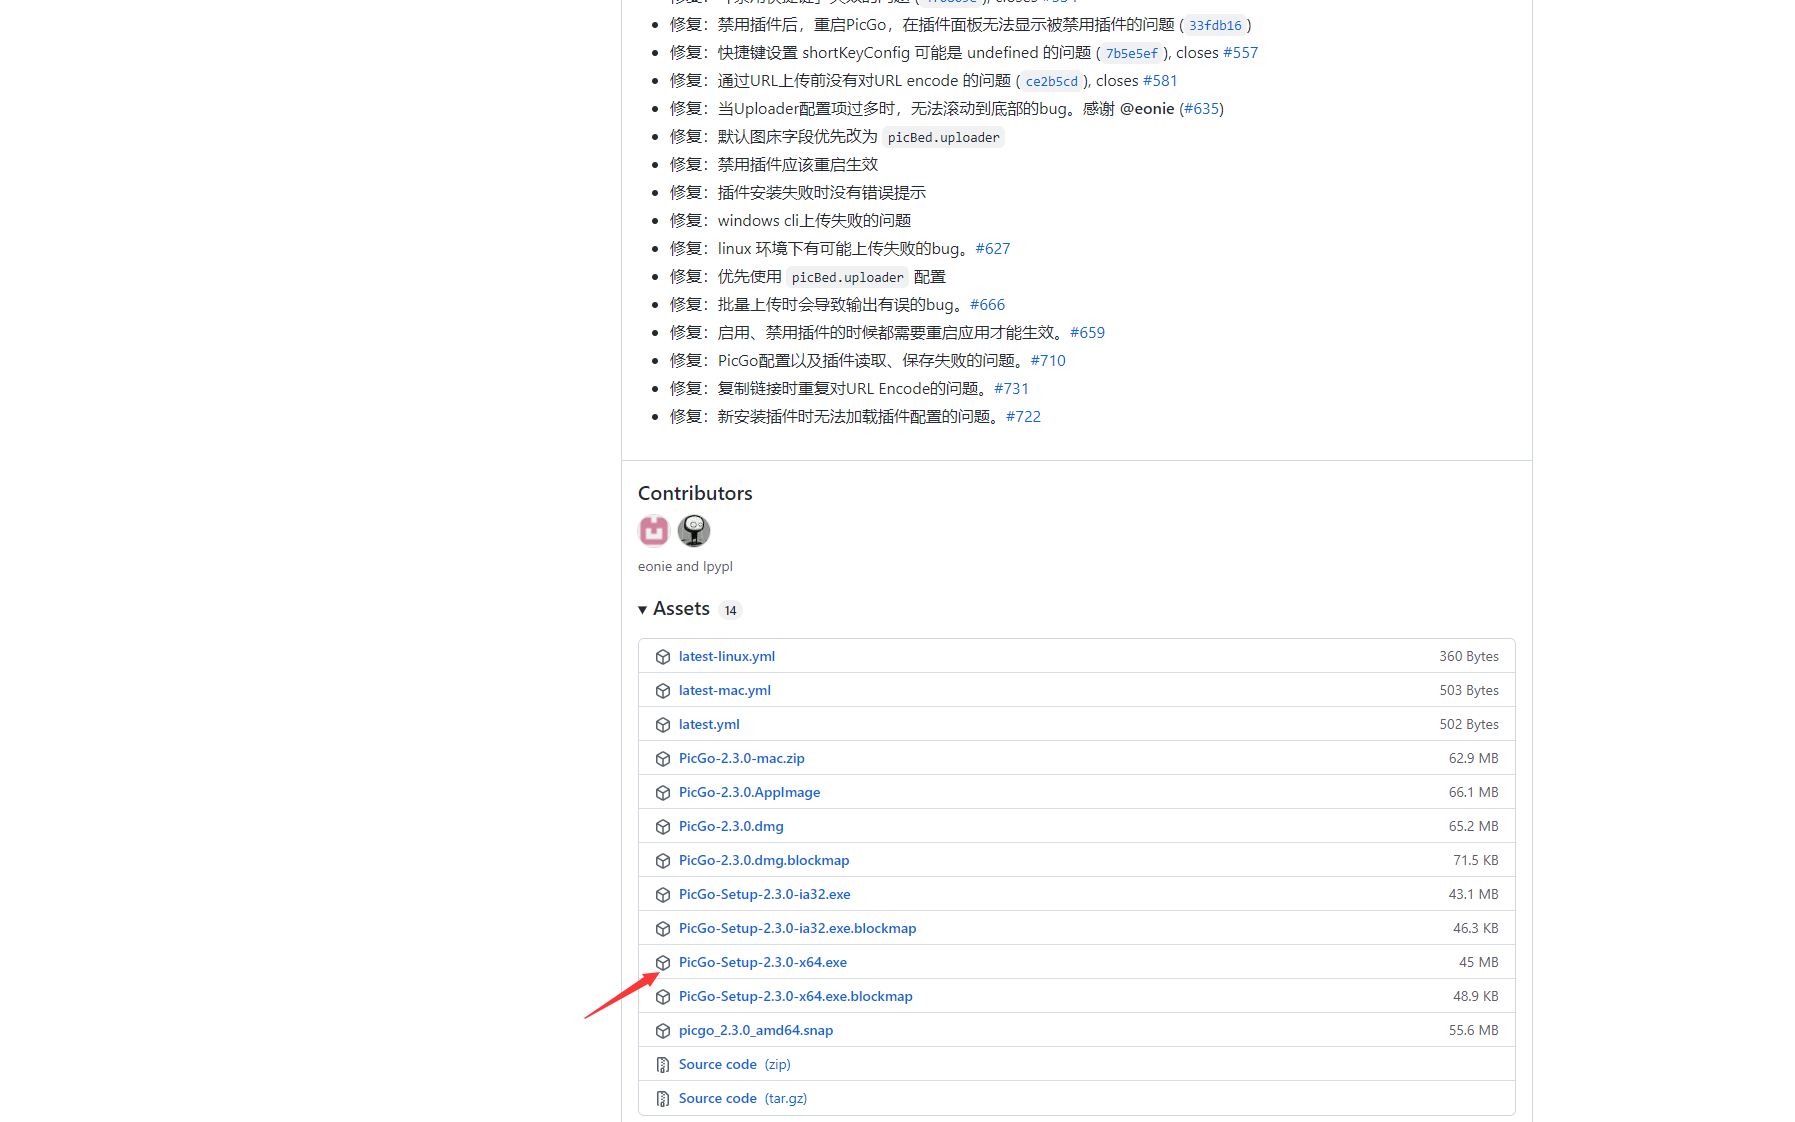 修复：禁用插件后，重启PicGo，在插件面板无法显示被禁用插件的问题 (33fdb16)
修复：快捷键设置 shortKeyConfig 可能是 undefined 的问题 (7b5e5ef), closes #557
修复：通过URL上传前没有对URL encode 的问题 (ce2b5cd), closes #581
修复：当Uploader配置项过多时，无法滚动到底部的bug。感谢 @eonie (#635)
修复：默认图床字段优先改为 picBed.uploader
修复：禁用插件应该重启生效
修复：插件安装失败时没有错误提示
修复：windows cli上传失败的问题
修复：linux 环境下有可能上传失败的bug。#627
修复：优先使用 picBed.uploader 配置
修复：批量上传时会导致输出有误的bug。#666
修复：启用、禁用插件的时候都需要重启应用才能生效。#659
修复：PicGo配置以及插件读取、保存失败的问题。#710
修复：复制链接时重复对URL Encode的问题。#731
修复：新安装插件时无法加载插件配置的问题。#722
Contributors
eonie and lpypl
Assets 14
latest-linux.yml 360 Bytes
latest-mac.yml 503 Bytes
latest.yml 502 Bytes
PicGo-2.3.0-mac.zip 62.9 MB
PicGo-2.3.0.AppImage 66.1 MB
PicGo-2.3.0.dmg 65.2 MB
PicGo-2.3.0.dmg.blockmap 71.5 KB
PicGo-Setup-2.3.0-ia32.exe 43.1 MB
PicGo-Setup-2.3.0-ia32.exe.blockmap 46.3 KB
PicGo-Setup-2.3.0-x64.exe 45 MB
PicGo-Setup-2.3.0-x64.exe.blockmap 48.9 KB
picgo_2.3.0_amd64.snap 55.6 MB
Source code (zip)
Source code (tar.gz)